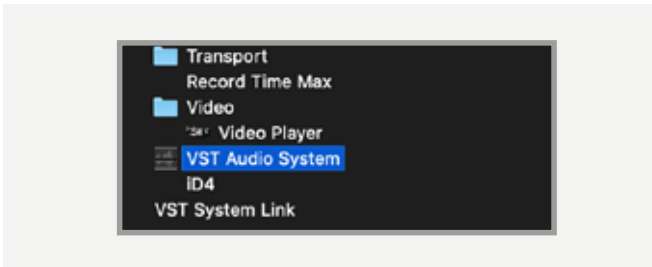 Transport
Record Time Max
Video
Video Player
VST Audio System
iD4
VST System Link